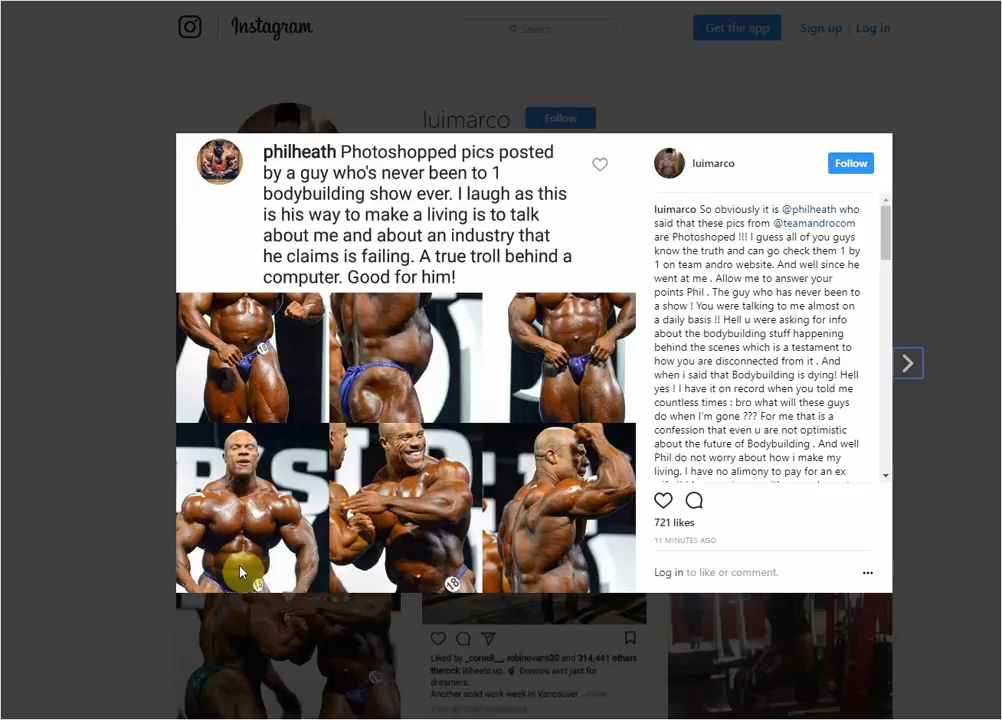 Instagram
Search
Get the app
Sign up | Log in
luimarco
Follow
philheath Photoshopped pics posted
by a guy who's never been to 1
bodybuilding show ever. I laugh as this
is his way to make a living is to talk
about me and about an industry that
he claims is failing. A true troll behind a
computer. Good for him!
luimarco
Follow
luimarco So obviously it is @philheath who
said that these pics from @teamandrocom
are Photoshoped !!! I guess all of you guys
know the truth and can go check them 1 by
1 on team andro website. And well since he
went at me . Allow me to answer your
points Phil . The guy who has never been to
a show ! You were talking to me almost on
a daily basis !! Hell u were asking for info
about the bodybuilding stuff happening
behind the scenes which is a testament to
how you are disconnected from it . And
when i said that Bodybuilding is dying! Hell
yes ! I have it on record when you told me
countless times : bro what will these guys
do when I'm gone ??? For me that is a
confession that even u are not optimistic
about the future of Bodybuilding . And well
Phil do not worry about how i make my
living. I have no alimony to pay for an ex
721 likes
11 MINUTES AGO
Log in to like or comment.
18
Liked by _cornell__, robinevans30 and 314,441 others
therock Wheels up. Dreams ain't just for
dreamers.
Another solid work week in Vancouver